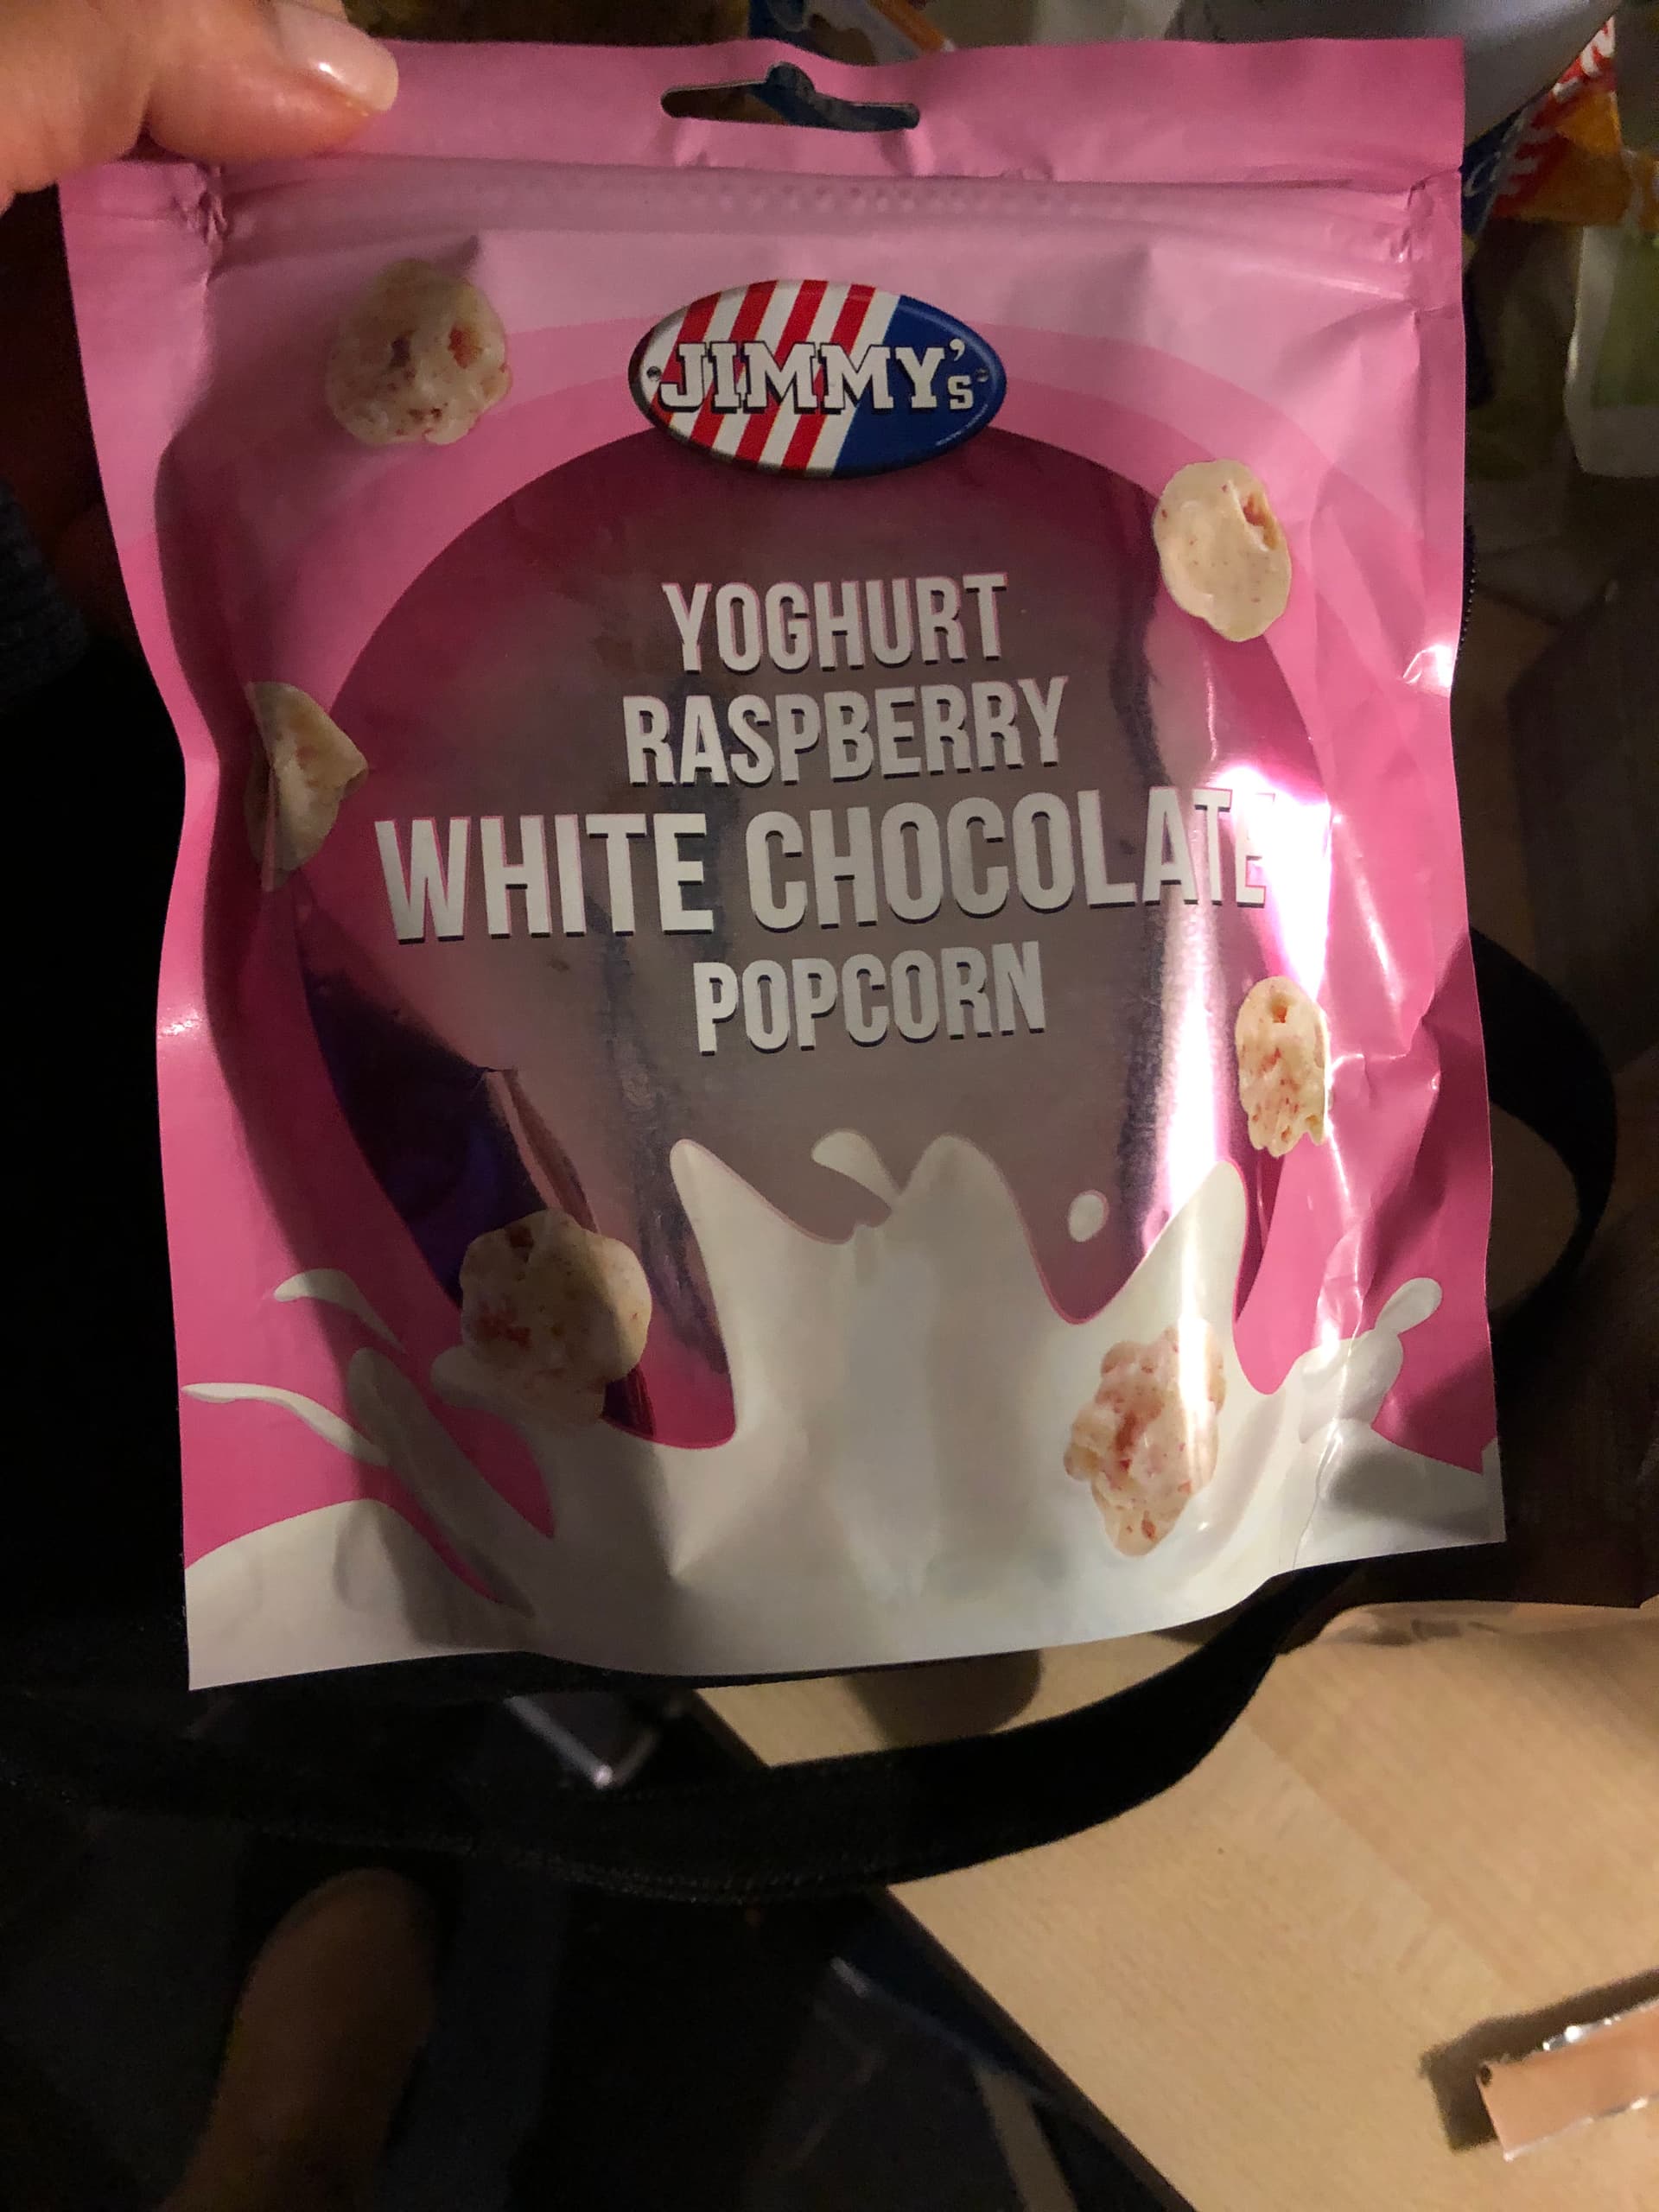 JIMMY's
YOGHURT
RASPBERRY
WHITE CHOCOLATE
POPCORN